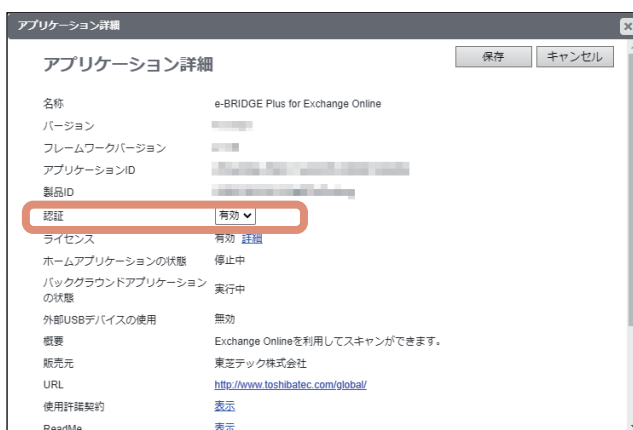 アプリケーション詳細
アプリケーション詳細
保存 キャンセル
名称 e-BRIDGE Plus for Exchange Online
バージョン
フレームワークバージョン
アプリケーションID
製品ID
認証 有効
ライセンス 有効 詳細
ホームアプリケーションの状態 停止中
バックグラウンドアプリケーション
の状態 実行中
外部USBデバイスの使用 無効
概要 Exchange Onlineを利用してスキャンができます。
販売元 東芝テック株式会社
URL http://www.toshibatec.com/global/
使用許諾契約 表示
ReadMe 表示